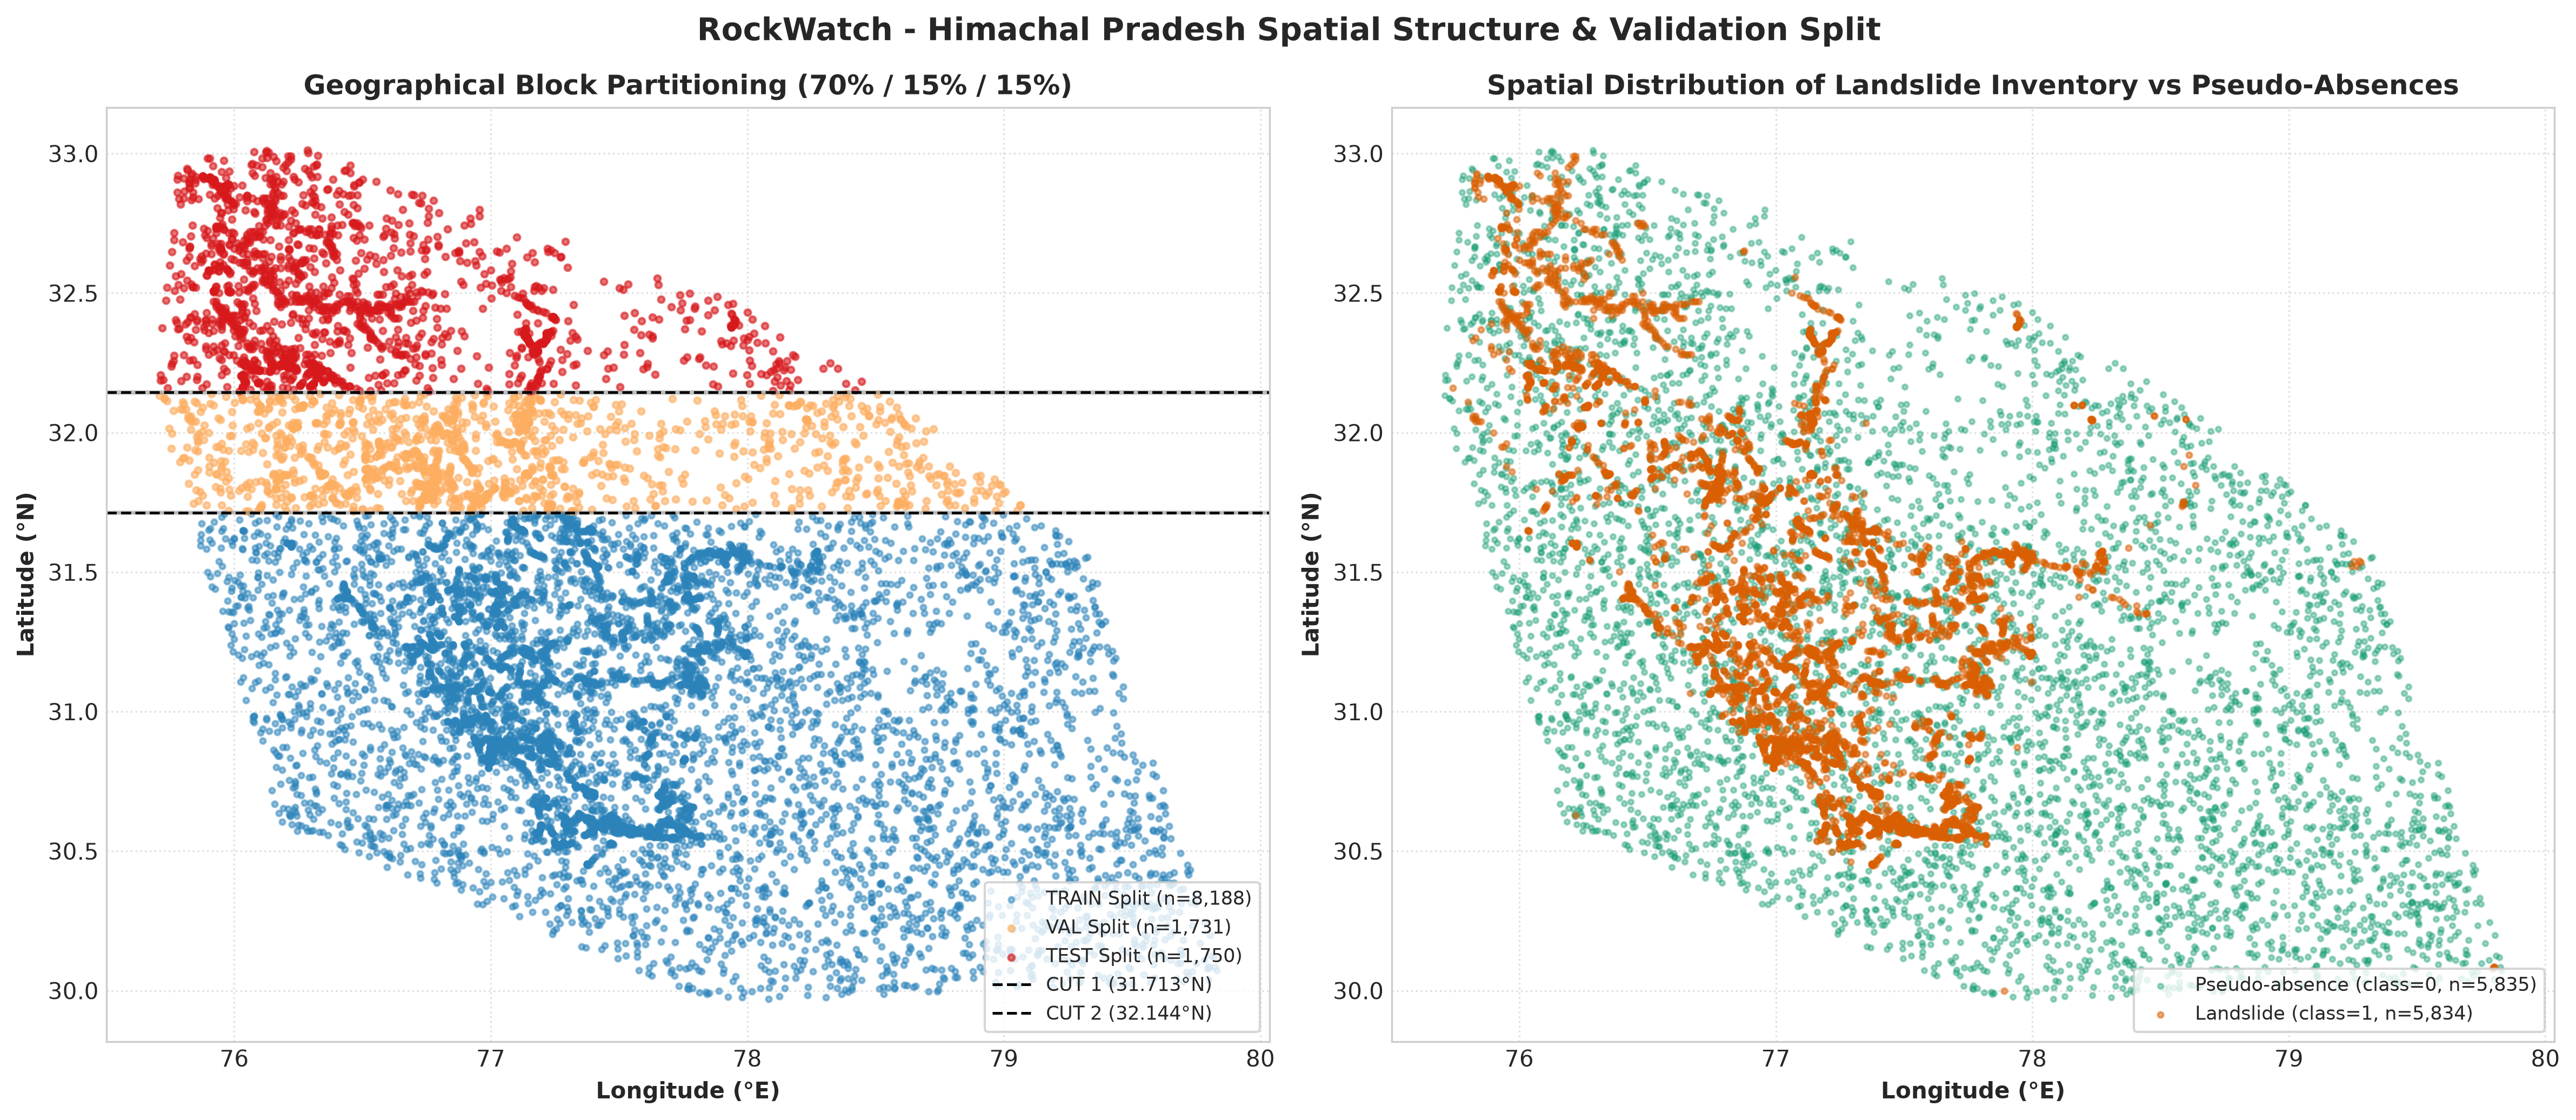 RockWatch - Himachal Pradesh Spatial Structure & Validation Split
Geographical Block Partitioning (70% / 15% / 15%)
33.0
32.5
32.0
31.5
31.0
30.5
30.0
Latitude (°N)
76
77
78
79
80
Longitude (°E)
TRAIN Split (n=8,188)
VAL Split (n=1,731)
TEST Split (n=1,750)
CUT 1 (31.713°N)
CUT 2 (32.144°N)
Spatial Distribution of Landslide Inventory vs Pseudo-Absences
33.0
32.5
32.0
31.5
31.0
30.5
30.0
Latitude (°N)
76
77
78
79
80
Longitude (°E)
Pseudo-absence (class=0, n=5,835)
Landslide (class=1, n=5,834)